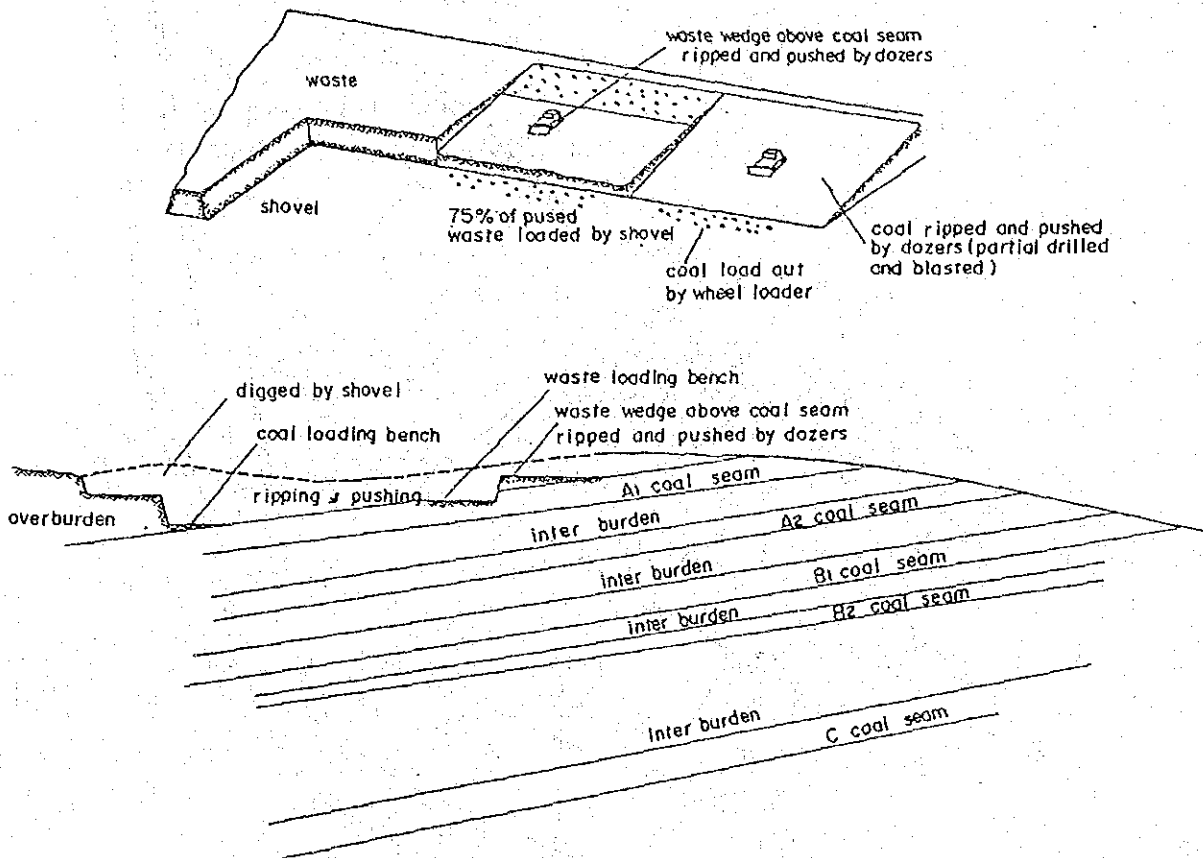 waste wedge above coal seam
ripped and pushed by dozers
waste
shovel
75% of pused
waste loaded by shovel
coal load out
by wheel loader
coal ripped and pushed
by dozers (partial drilled
and blasted)
digged by shovel
waste loading bench
coal loading bench
waste wedge above coal seam
ripped and pushed by dozers
ripping & pushing
overburden
A1 coal seam
inter burden
A2 coal seam
inter burden
B1 coal seam
inter burden
B2 coal seam
Inter burden
C coal seam